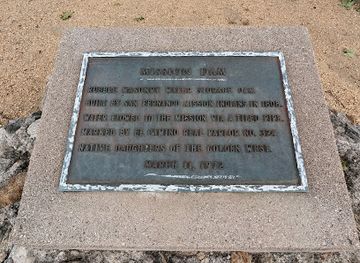 MISSION DAM
RUBBLE MASONRY WATER STORAGE DAM.
BUILT BY SAN FERNANDO MISSION INDIANS IN 1808.
WATER FLOWED TO THE MISSION VIA A TILED PIPE.
MARKED BY EL CAMINO REAL PARLOR NO. 324
NATIVE DAUGHTERS OF THE GOLDEN WEST.
MARCH 31, 1972